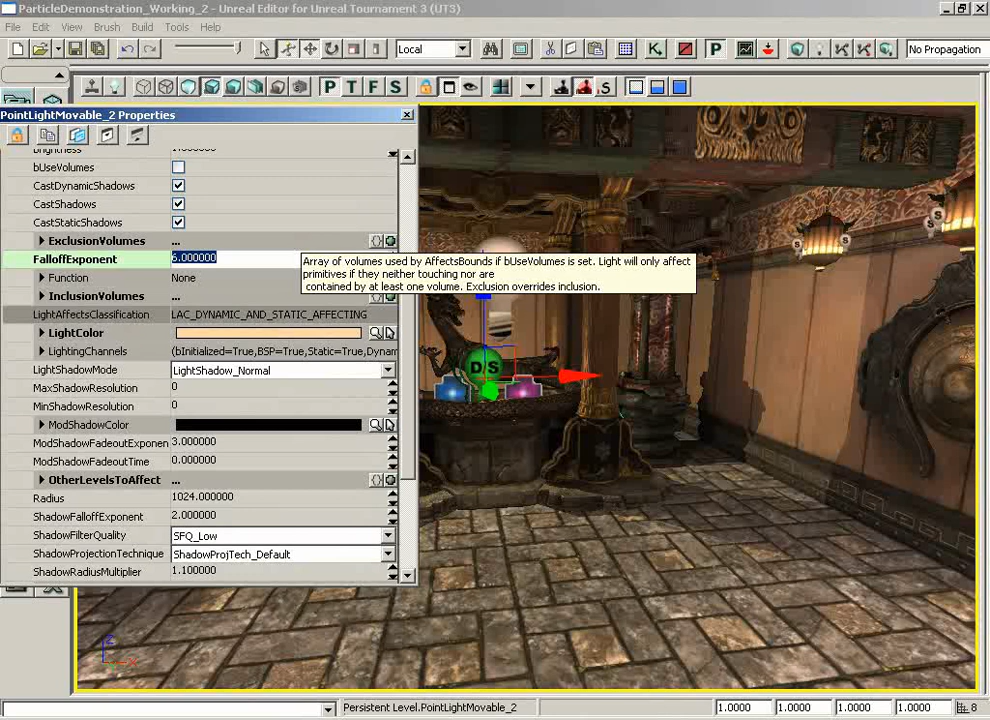 ParticleDemonstration_Working_2 - Unreal Editor for Unreal Tournament 3 (UT3)
File Edit View Brush Build Tools Help
Local
P
No Propagation
P T F S
S
PointLightMovable_2 Properties
bUseVolumes
CastDynamicShadows
CastShadows
CastStaticShadows
ExclusionVolumes ...
FalloffExponent 6.000000
Array of volumes used by AffectsBounds if bUseVolumes is set. Light will only affect
primitives if they neither touching nor are
contained by at least one volume. Exclusion overrides inclusion.
Function None
InclusionVolumes ...
LightAffectsClassification LAC_DYNAMIC_AND_STATIC_AFFECTING
LightColor
LightingChannels (bInitialized=True,BSP=True,Static=True,Dynam
LightShadowMode LightShadow_Normal
MaxShadowResolution 0
MinShadowResolution 0
ModShadowColor
ModShadowFadeoutExponen 3.000000
ModShadowFadeoutTime 0.000000
OtherLevelsToAffect ...
Radius 1024.000000
ShadowFalloffExponent 2.000000
ShadowFilterQuality SFQ_Low
ShadowProjectionTechnique ShadowProjTech_Default
ShadowRadiusMultiplier 1.100000
D/S
S
S
S
S
Z
X
Persistent Level.PointLightMovable_2 1.0000 1.0000 1.0000 1.0000 8